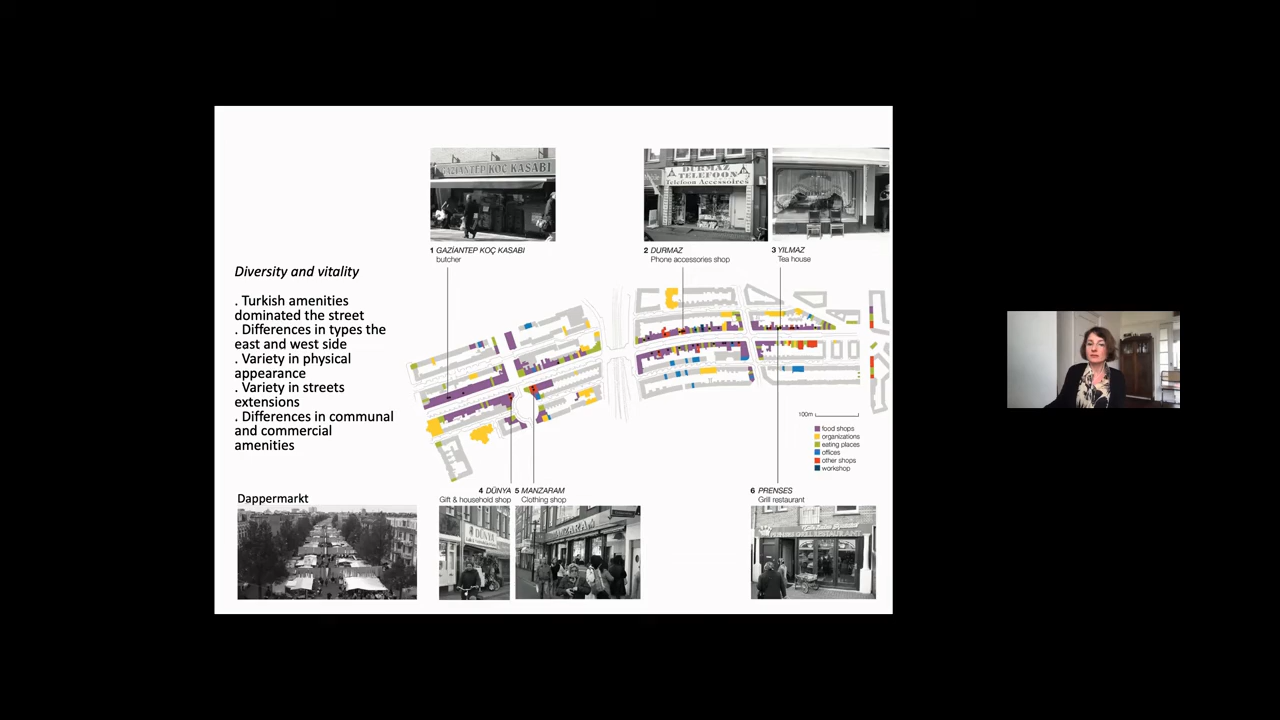 GAZIANTEP KOÇ KASABI
DURMAZ
TELEFOON
Telefoon Accessoires
1 GAZİANTEP KOÇ KASABI
butcher
2 DURMAZ
Phone accessories shop
3 YILMAZ
Tea house
Diversity and vitality
. Turkish amenities
dominated the street
. Differences in types the
east and west side
. Variety in physical
appearance
. Variety in streets
extensions
. Differences in communal
and commercial
amenities
100m
food shops
organizations
eating places
offices
other shops
workshop
Dappermarkt
4 DÜNYA
Gift & household shop
5 MANZARAM
Clothing shop
6 PRENSES
Grill restaurant
DÜNYA
MANZARAM
RESTAURANT